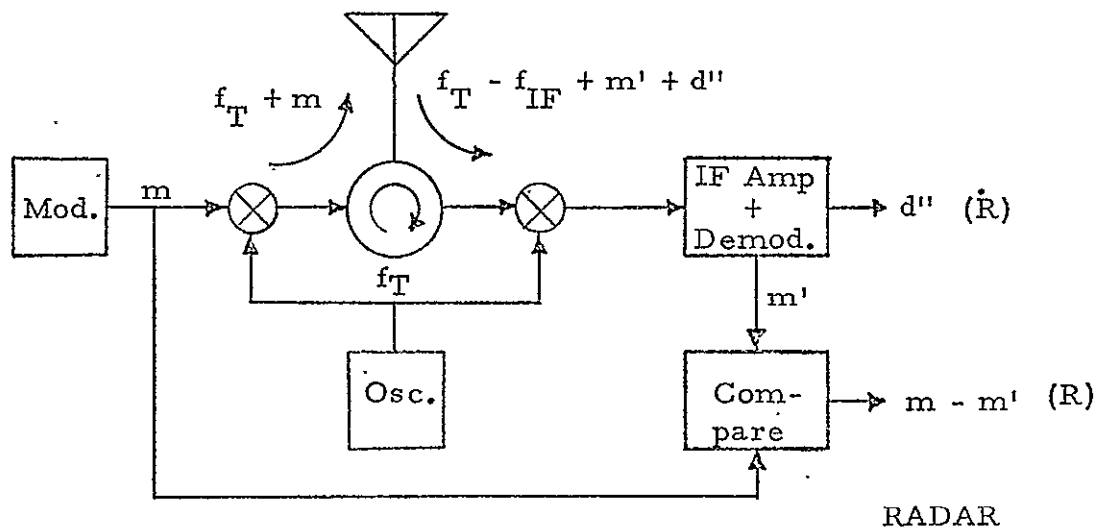 f_T + m
f_T - f_IF + m' + d"
Mod.
m
IF Amp
+
Demod.
d" (Ṙ)
f_T
m'
Osc.
Com-
pare
m - m' (R)
RADAR